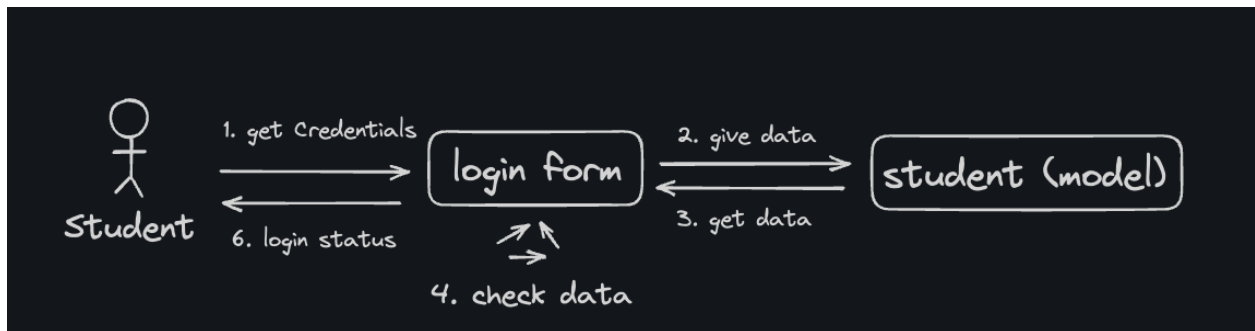 1. get Credentials
2. give data
login form
student (model)
Student
6. login status
3. get data
4. check data